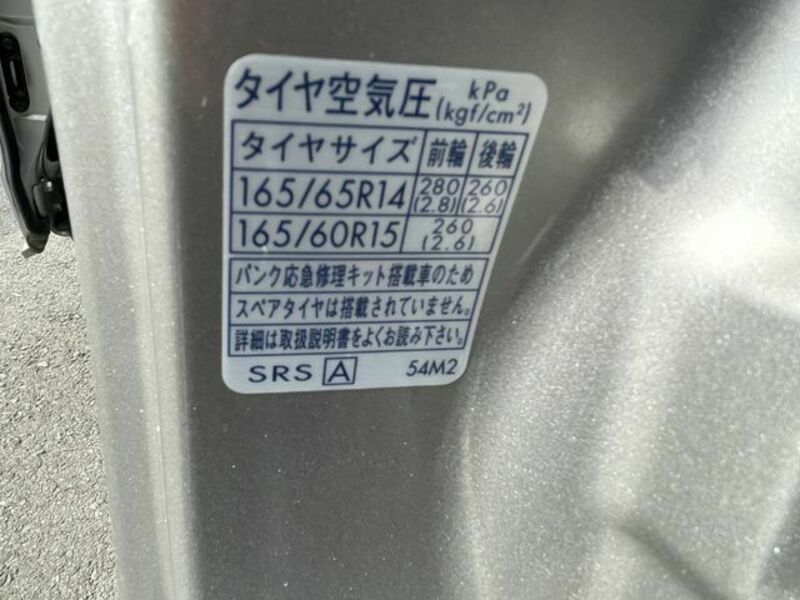 タイヤ空気圧 kPa (kgf/cm²)
タイヤサイズ 前輪 後輪
165/65R14 280 (2.8) 260 (2.6)
165/60R15 260 (2.6)
パンク応急修理キット搭載車のため
スペアタイヤは搭載されていません。
詳細は取扱説明書をよくお読み下さい。
SRS A 54M2